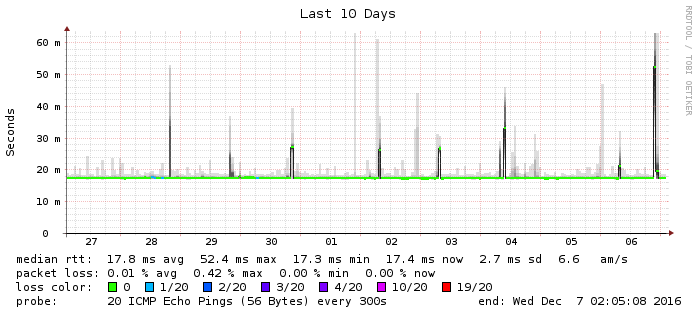 Last 10 Days
RRDTOOL / TOBI OETIKER
Seconds
60 m
50 m
40 m
30 m
20 m
10 m
0
27 28 29 30 01 02 03 04 05 06
median rtt: 17.8 ms avg 52.4 ms max 17.3 ms min 17.4 ms now 2.7 ms sd 6.6 am/s
packet loss: 0.01 % avg 0.42 % max 0.00 % min 0.00 % now
loss color: 0 1/20 2/20 3/20 4/20 10/20 19/20
probe: 20 ICMP Echo Pings (56 Bytes) every 300s end: Wed Dec 7 02:05:08 2016